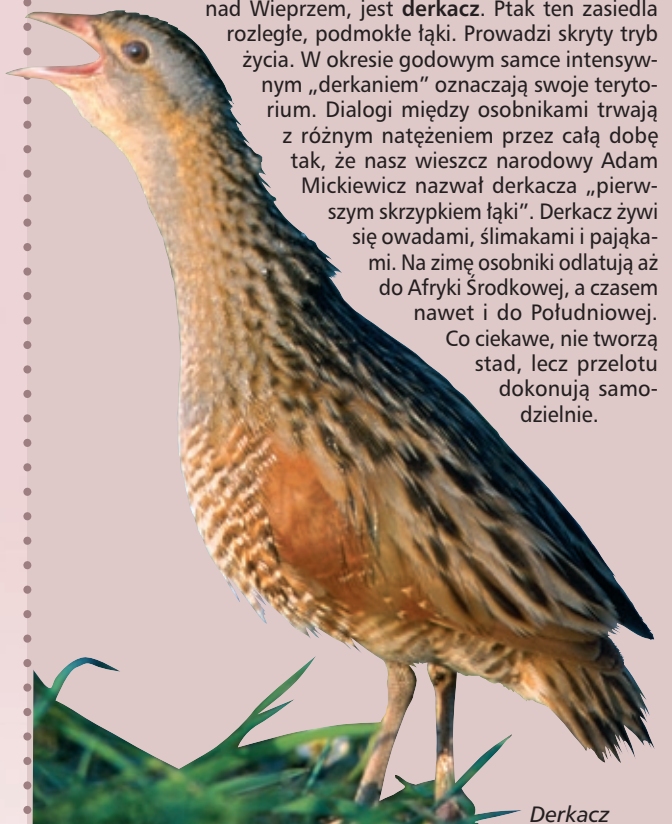 nad Wieprzem, jest derkacz. Ptak ten zasiedla
rozległe, podmokłe łąki. Prowadzi skryty tryb
życia. W okresie godowym samce intensyw-
nym „derkaniem” oznaczają swoje teryto-
rium. Dialogi między osobnikami trwają
z różnym natężeniem przez całą dobę
tak, że nasz wieszcz narodowy Adam
Mickiewicz nazwał derkacza „pierw-
szym skrzypkiem łąki”. Derkacz żywi
się owadami, ślimakami i pająka-
mi. Na zimę osobniki odlatują aż
do Afryki Środkowej, a czasem
nawet i do Południowej.
Co ciekawe, nie tworzą
stad, lecz przelotu
dokonują samo-
dzielnie.
Derkacz